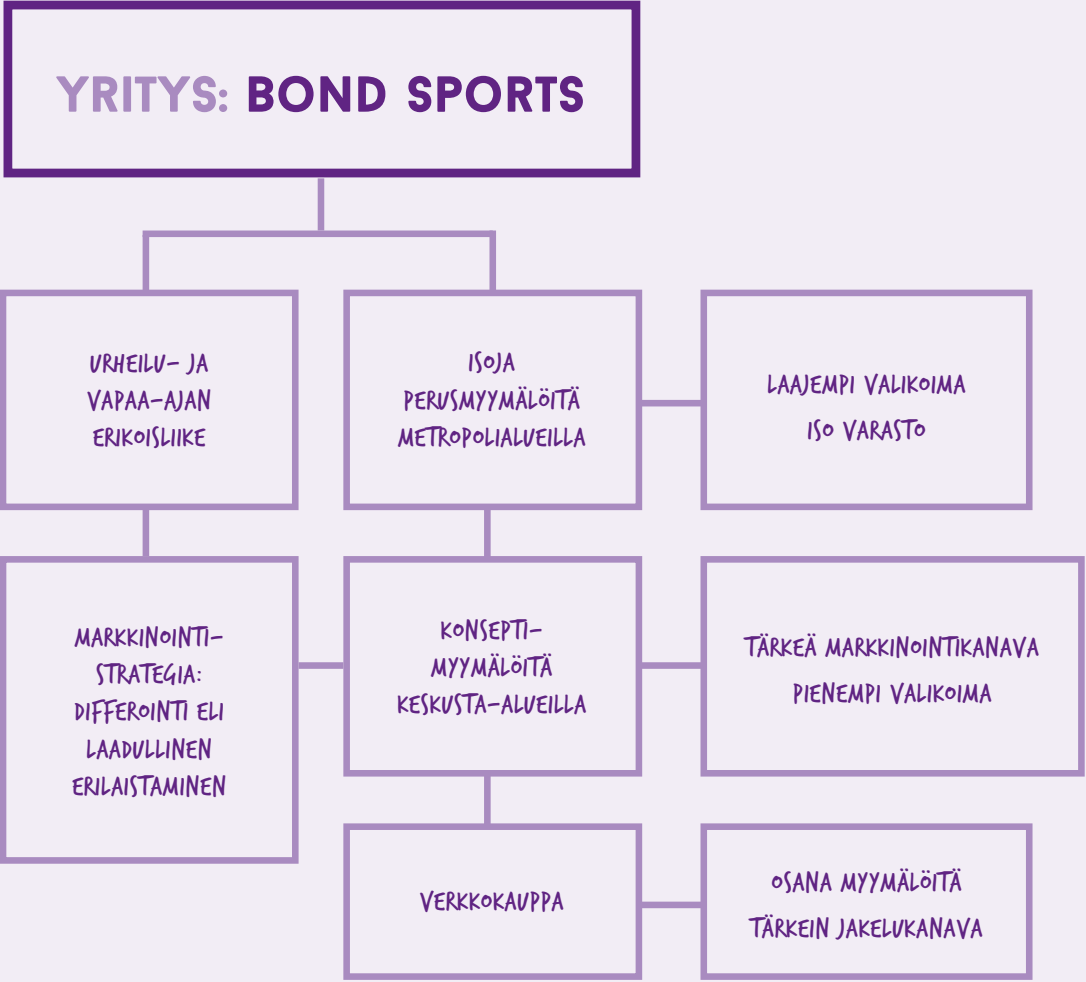 YRITYS: BOND SPORTS
URHEILU- JA
VAPAA-AJAN
ERIKOISLIIKE
ISOJA
PERUSMYYMÄLÖITÄ
METROPOLIALUEILLA
LAAJEMPI VALIKOIMA
ISO VARASTO
MARKKINOINTI-
STRATEGIA:
DIFFEROINTI ELI
LAADULLINEN
ERILAISTAMINEN
KONSEPTI-
MYYMÄLÖITÄ
KESKUSTA-ALUEILLA
TÄRKEÄ MARKKINOINTIKANAVA
PIENEMPI VALIKOIMA
VERKKOKAUPPA
OSANA MYYMÄLÖITÄ
TÄRKEIN JAKELUKANAVA